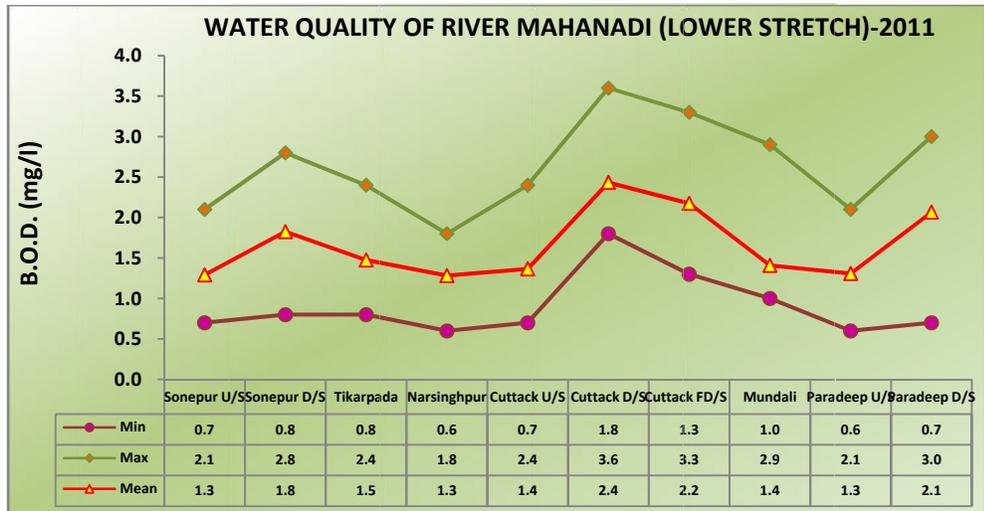 WATER QUALITY OF RIVER MAHANADI (LOWER STRETCH)-2011
B.O.D. (mg/l)
4.0
3.5
3.0
2.5
2.0
1.5
1.0
0.5
0.0
Sonepur U/S Sonepur D/S Tikarpada Narsinghpur Cuttack U/S Cuttack D/S Cuttack FD/S Mundali Paradeep U/S Paradeep D/S
Min 0.7 0.8 0.8 0.6 0.7 1.8 1.3 1.0 0.6 0.7
Max 2.1 2.8 2.4 1.8 2.4 3.6 3.3 2.9 2.1 3.0
Mean 1.3 1.8 1.5 1.3 1.4 2.4 2.2 1.4 1.3 2.1